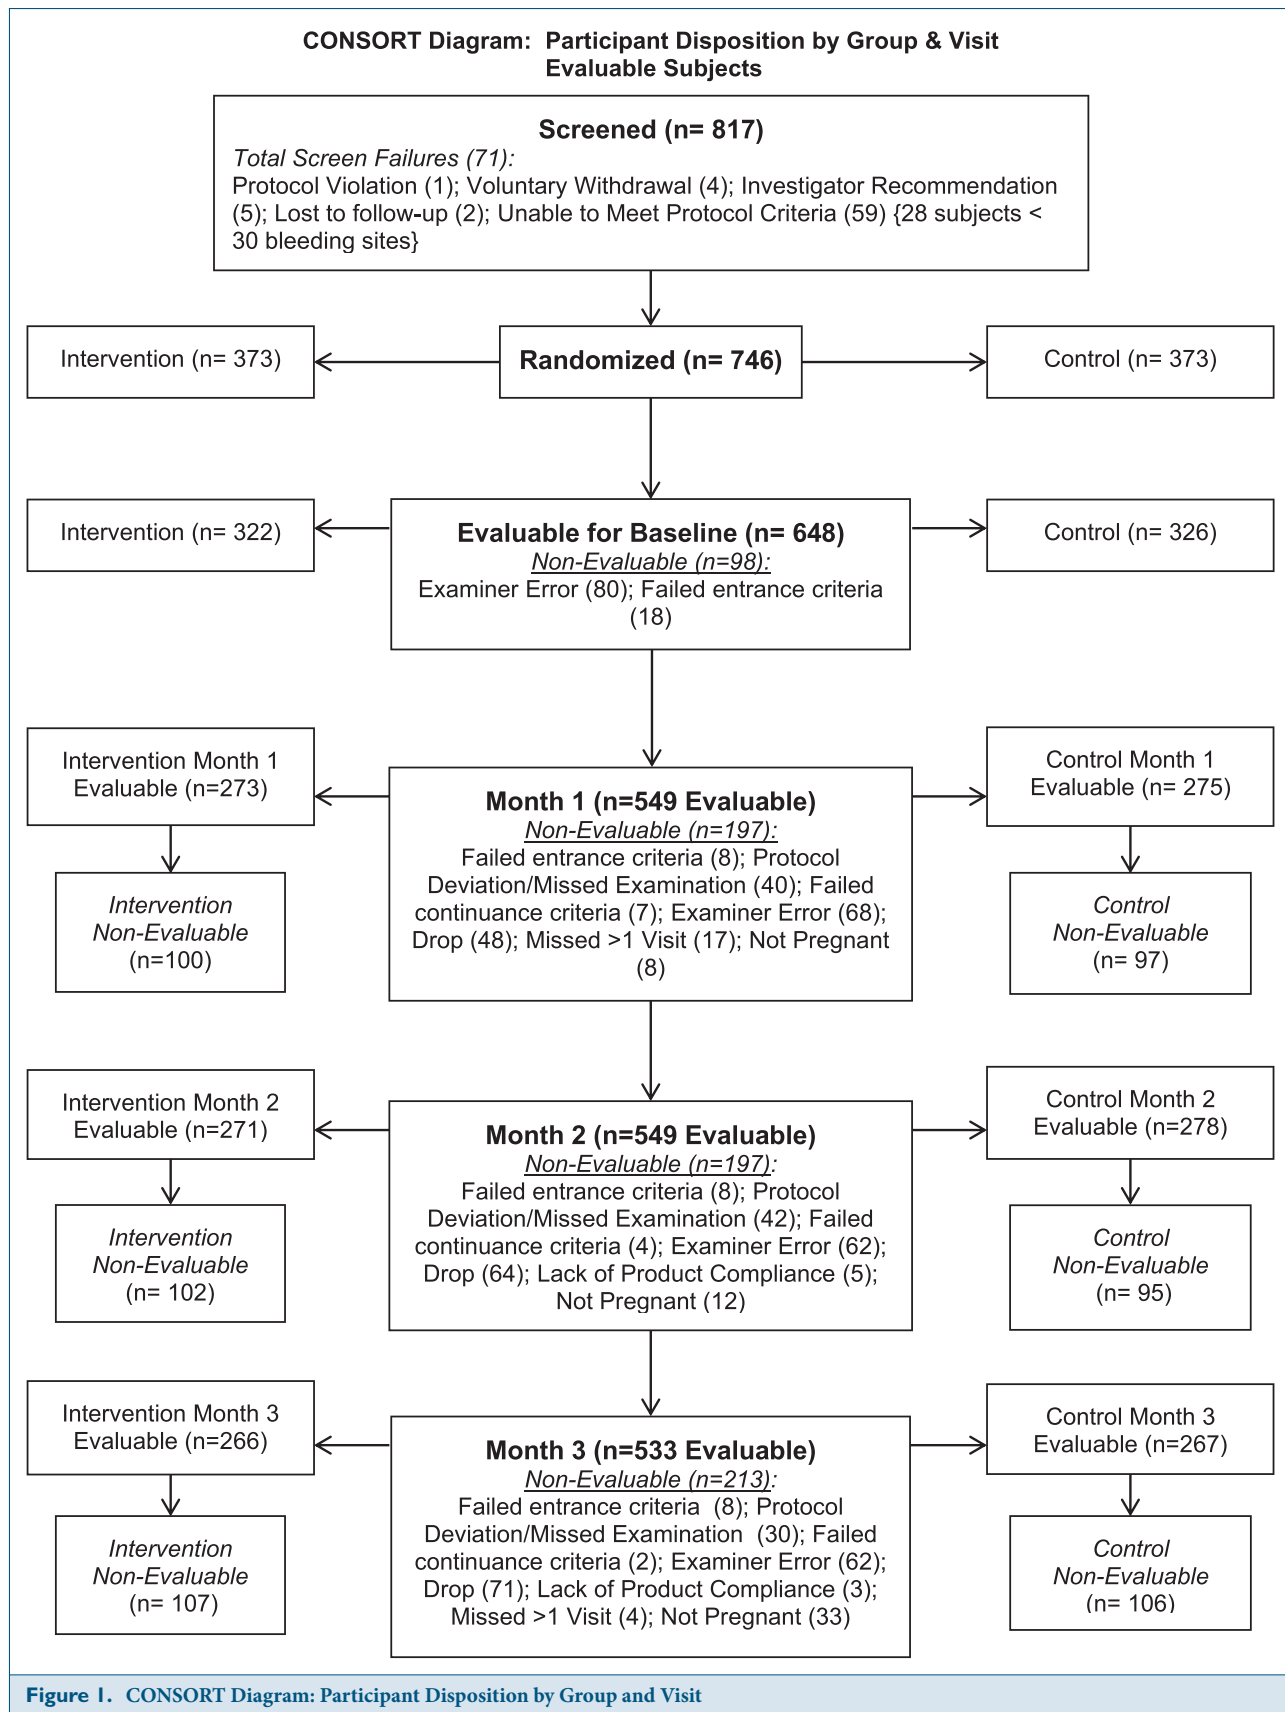 CONSORT Diagram: Participant Disposition by Group & Visit
Evaluable Subjects
Screened (n= 817)
Total Screen Failures (71):
Protocol Violation (1); Voluntary Withdrawal (4); Investigator Recommendation
(5); Lost to follow-up (2); Unable to Meet Protocol Criteria (59) {28 subjects <
30 bleeding sites}
Intervention (n= 373)
Randomized (n= 746)
Control (n= 373)
Intervention (n= 322)
Evaluable for Baseline (n= 648)
Non-Evaluable (n=98):
Examiner Error (80); Failed entrance criteria
(18)
Control (n= 326)
Intervention Month 1
Evaluable (n=273)
Intervention
Non-Evaluable
(n=100)
Month 1 (n=549 Evaluable)
Non-Evaluable (n=197):
Failed entrance criteria (8); Protocol
Deviation/Missed Examination (40); Failed
continuance criteria (7); Examiner Error (68);
Drop (48); Missed >1 Visit (17); Not Pregnant
(8)
Control Month 1
Evaluable (n= 275)
Control
Non-Evaluable
(n= 97)
Intervention Month 2
Evaluable (n=271)
Intervention
Non-Evaluable
(n= 102)
Month 2 (n=549 Evaluable)
Non-Evaluable (n=197):
Failed entrance criteria (8); Protocol
Deviation/Missed Examination (42); Failed
continuance criteria (4); Examiner Error (62);
Drop (64); Lack of Product Compliance (5);
Not Pregnant (12)
Control Month 2
Evaluable (n=278)
Control
Non-Evaluable
(n= 95)
Intervention Month 3
Evaluable (n=266)
Intervention
Non-Evaluable
(n= 107)
Month 3 (n=533 Evaluable)
Non-Evaluable (n=213):
Failed entrance criteria (8); Protocol
Deviation/Missed Examination (30); Failed
continuance criteria (2); Examiner Error (62);
Drop (71); Lack of Product Compliance (3);
Missed >1 Visit (4); Not Pregnant (33)
Control Month 3
Evaluable (n=267)
Control
Non-Evaluable
(n= 106)
Figure 1. CONSORT Diagram: Participant Disposition by Group and Visit